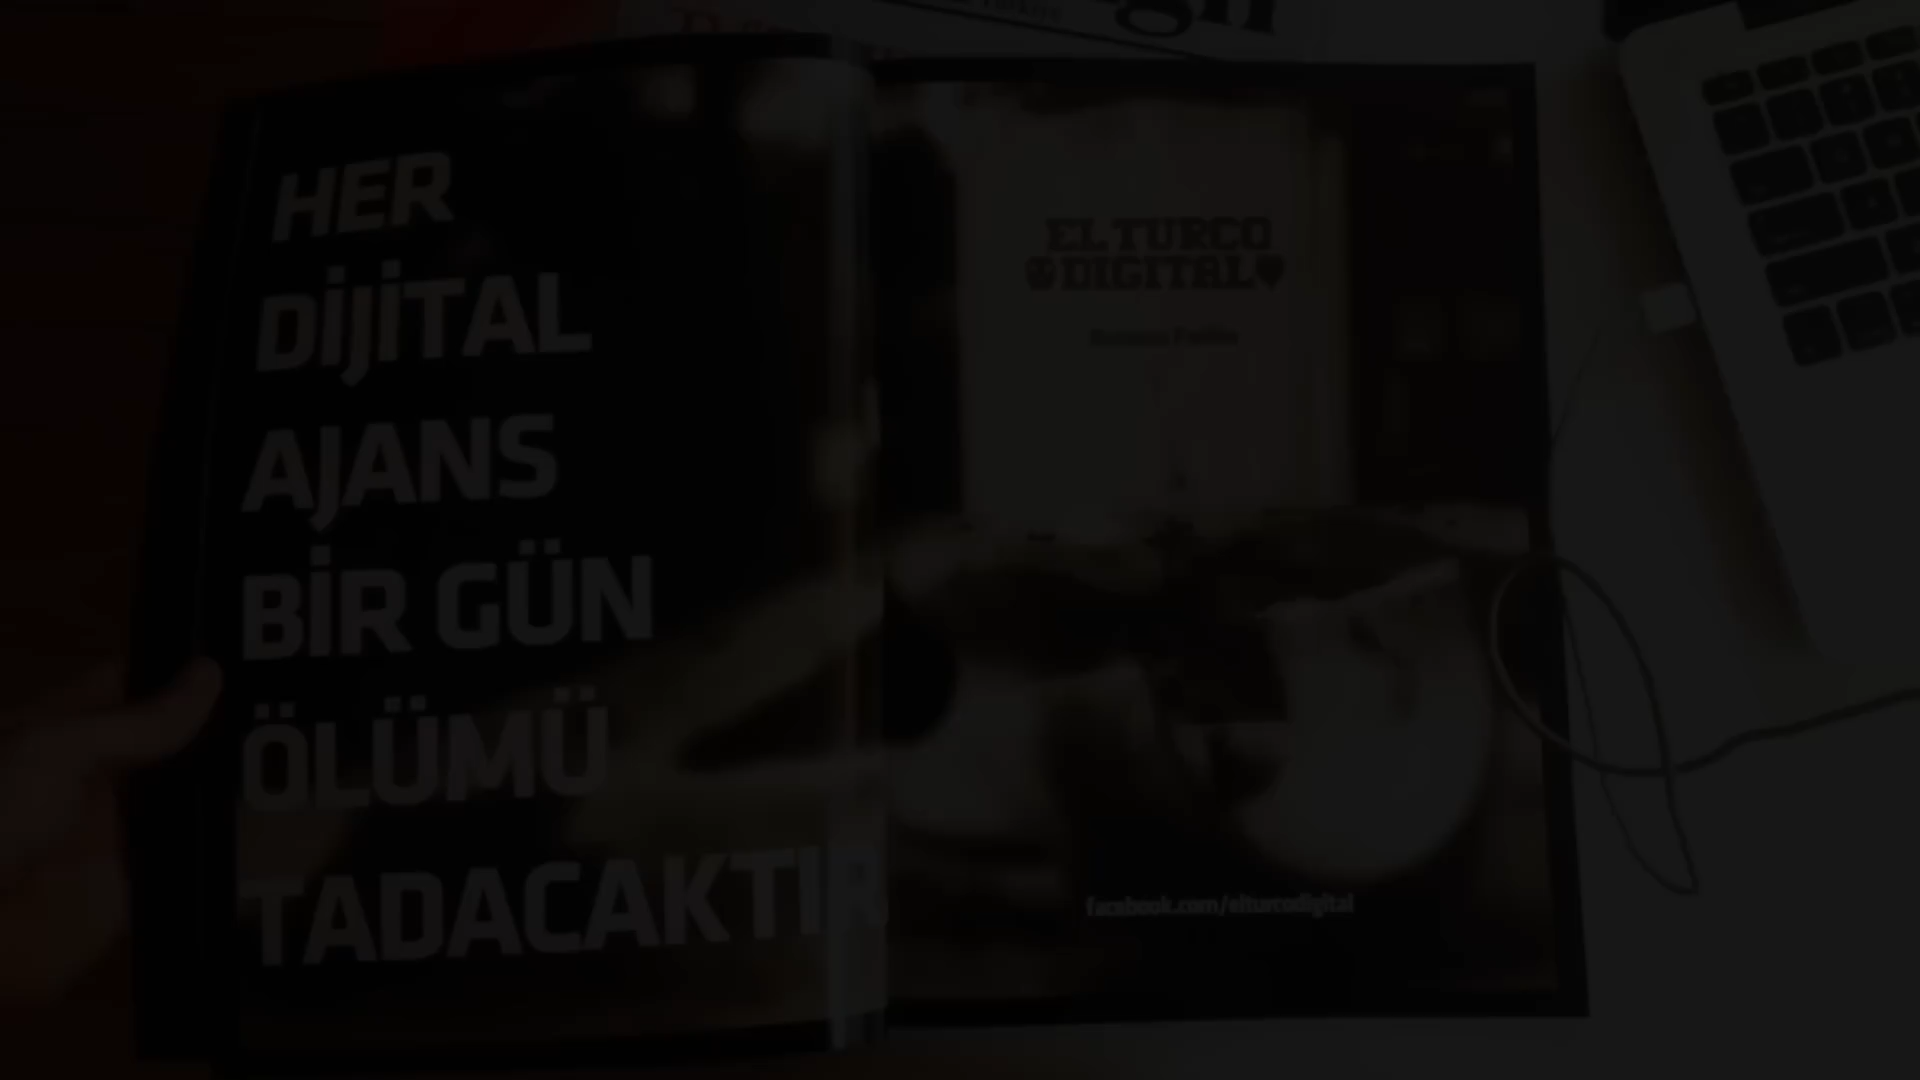 HER
DİJİTAL
AJANS
BİR GÜN
ÖLÜMÜ
TADACAKTIR
EL TURCO
DIGITAL
facebook.com/elturcodigital